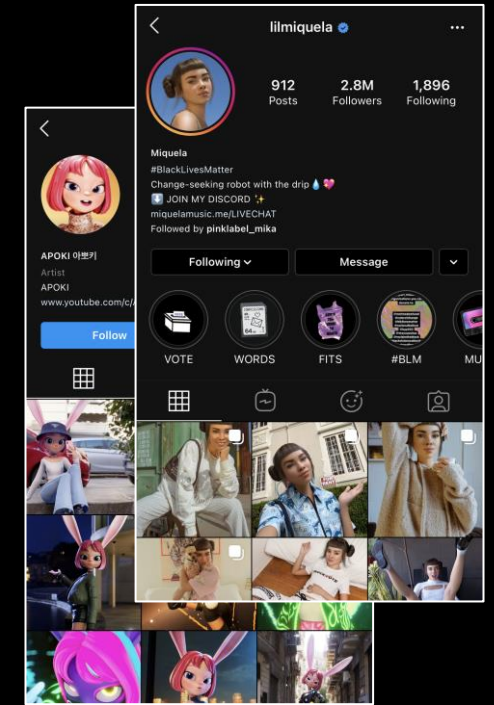 lilmiquela
912 2.8M 1,896
Posts Followers Following
Miquela
#BlackLivesMatter
Change-seeking robot with the drip💧💖
⬇️ JOIN MY DISCORD ✨
miquelamusic.me/LIVECHAT
Followed by pinklabel_mika
Following Message
VOTE WORDS FITS #BLM MU
APOKI 아뽀키
Artist
APOKI
www.youtube.com/c/
Follow